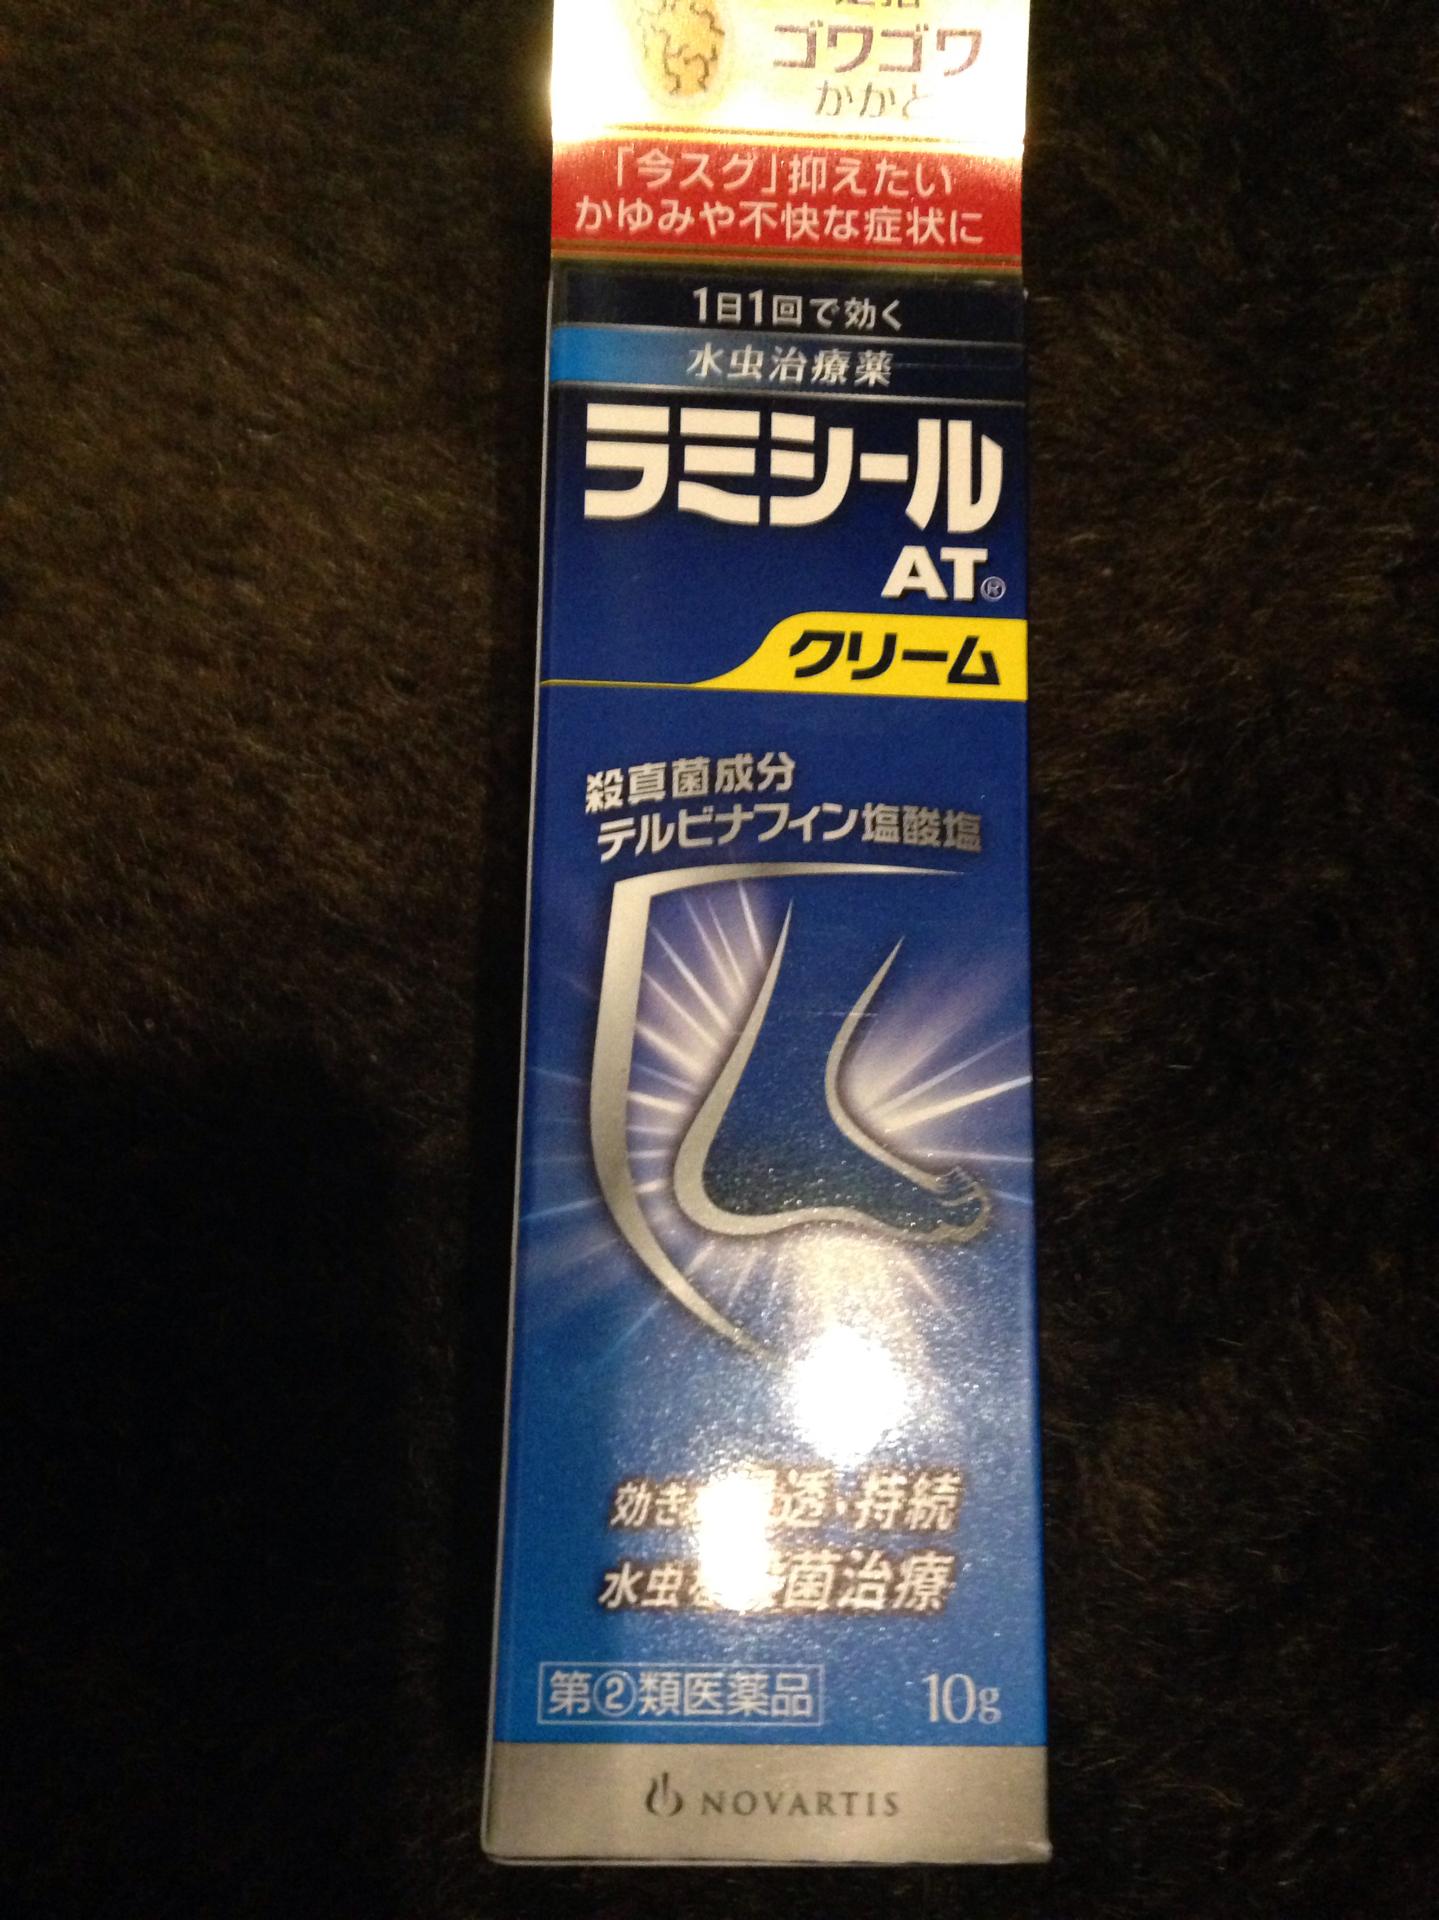 ゴワゴワ
かかと
「今スグ」抑えたい
かゆみや不快な症状に
1日1回で効く
水虫治療薬
ラミシール
AT®
クリーム
殺真菌成分
テルビナフィン塩酸塩
効き 透・持続
水虫 菌治療
第②類医薬品 10g
NOVARTIS